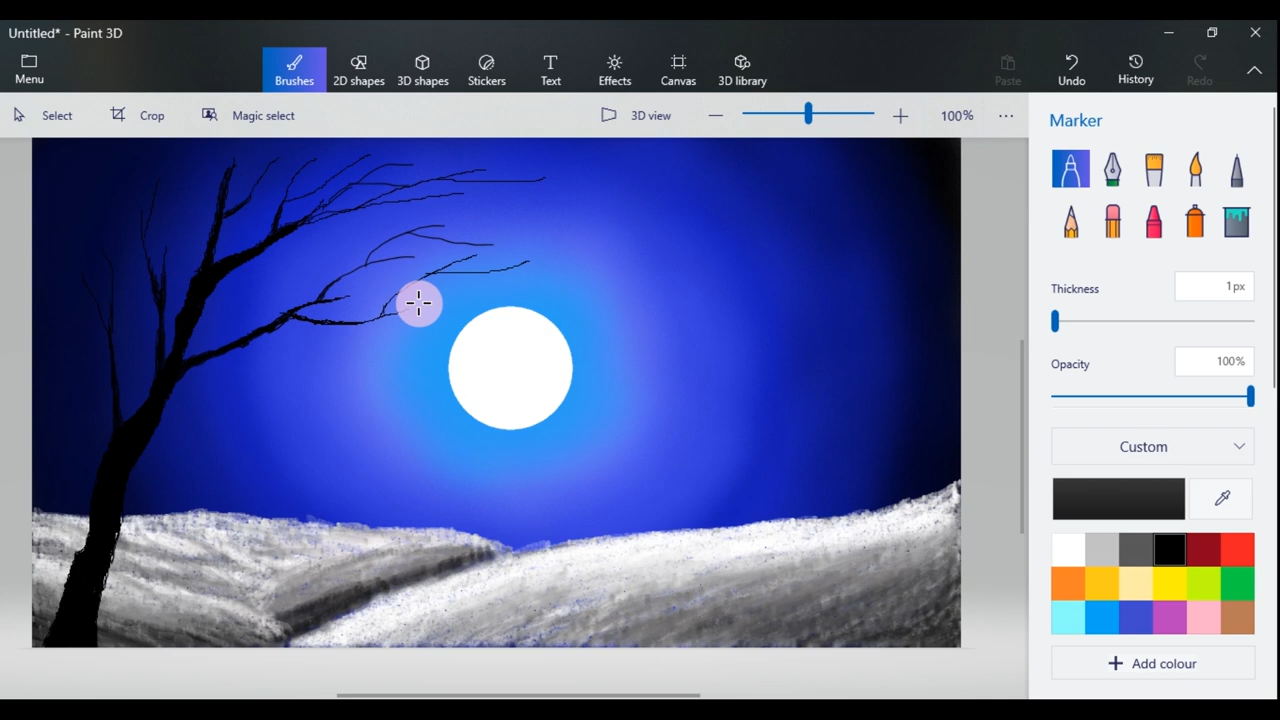 Untitled* - Paint 3D
Menu
Brushes 2D shapes 3D shapes Stickers Text Effects Canvas 3D library Paste Undo History Redo
Select Crop Magic select 3D view 100%
Marker
Thickness 1px
Opacity 100%
Custom
Add colour